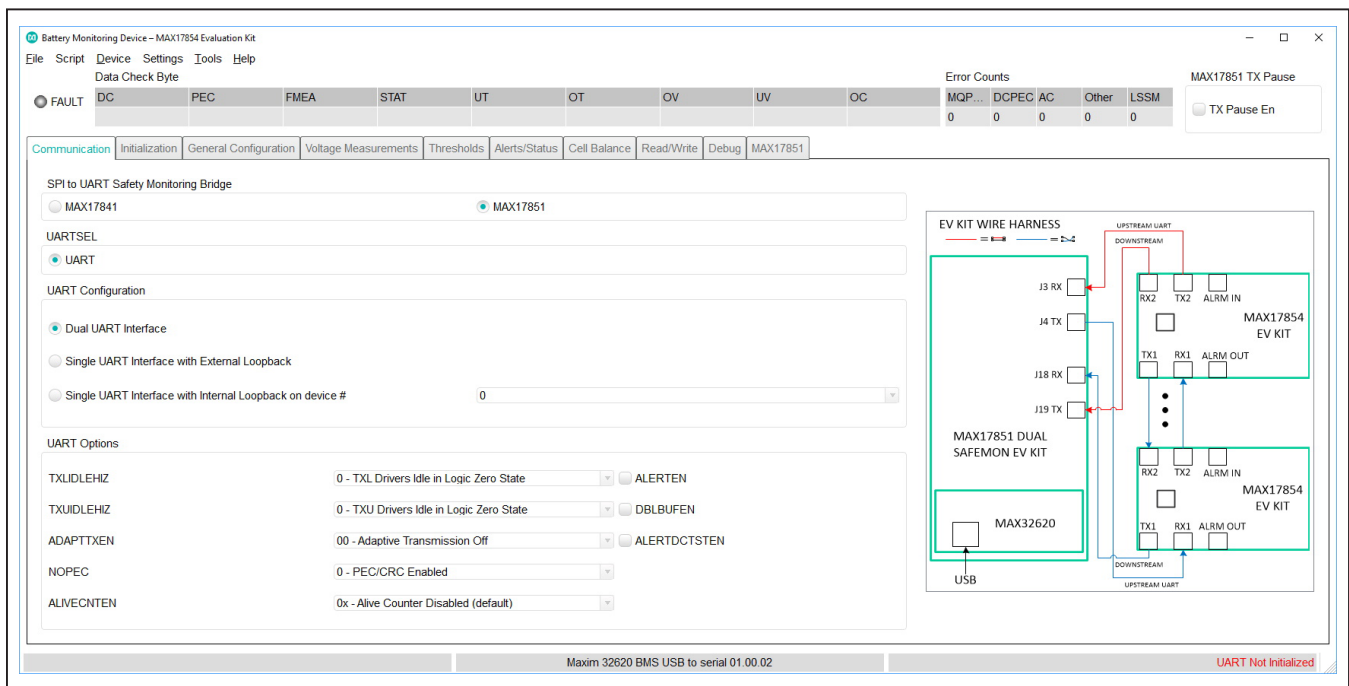 Battery Monitoring Device – MAX17854 Evaluation Kit
File Script Device Settings Tools Help
Data Check Byte
Error Counts
MAX17851 TX Pause
FAULT
DC PEC FMEA STAT UT OT OV UV OC
MQP... DCPEC AC Other LSSM
0 0 0 0 0
TX Pause En
Communication Initialization General Configuration Voltage Measurements Thresholds Alerts/Status Cell Balance Read/Write Debug MAX17851
SPI to UART Safety Monitoring Bridge
MAX17841 MAX17851
UARTSEL
UART
UART Configuration
Dual UART Interface
Single UART Interface with External Loopback
Single UART Interface with Internal Loopback on device # 0
UART Options
TXLIDLEHIZ 0 - TXL Drivers Idle in Logic Zero State ALERTEN
TXUIDLEHIZ 0 - TXU Drivers Idle in Logic Zero State DBLBUFEN
ADAPTTXEN 00 - Adaptive Transmission Off ALERTDCTSTEN
NOPEC 0 - PEC/CRC Enabled
ALIVECNTEN 0x - Alive Counter Disabled (default)
EV KIT WIRE HARNESS
= =
UPSTREAM UART
DOWNSTREAM
J3 RX
J4 TX
J18 RX
J19 TX
MAX17851 DUAL
SAFEMON EV KIT
MAX32620
USB
RX2 TX2 ALRM IN
MAX17854
EV KIT
TX1 RX1 ALRM OUT
RX2 TX2 ALRM IN
MAX17854
EV KIT
TX1 RX1 ALRM OUT
DOWNSTREAM
UPSTREAM UART
Maxim 32620 BMS USB to serial 01.00.02
UART Not Initialized